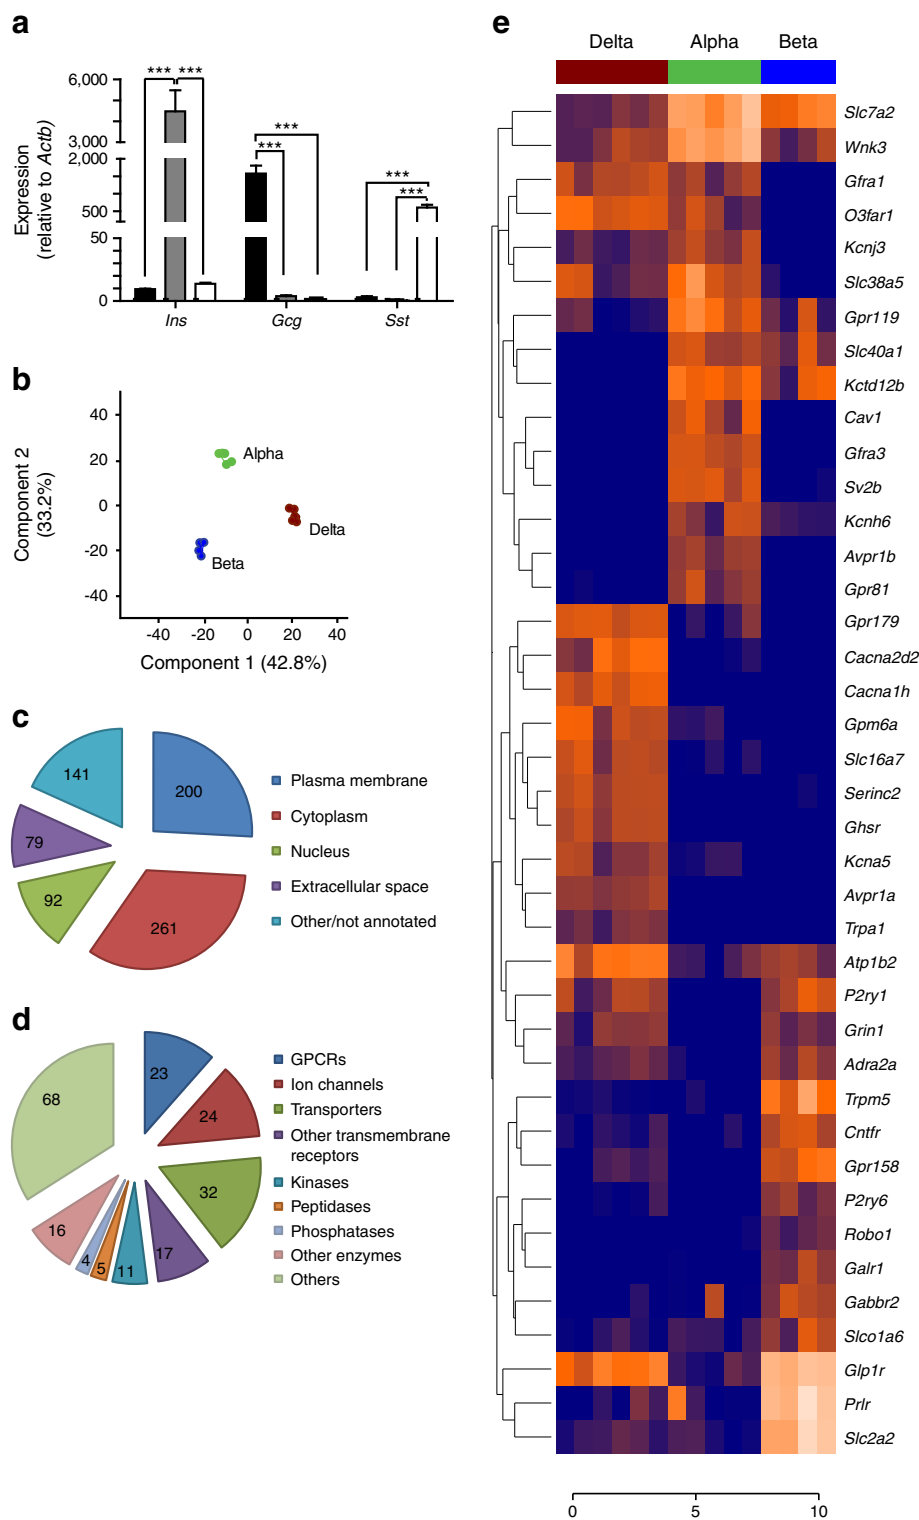 a
Expression
(relative to Actb)
6,000
3,000
2,000
500
50
0
*** ***
***
***
***
***
Ins Gcg Sst
b
Component 2
(33.2%)
40
20
0
-20
-40
Alpha
Delta
Beta
-40 -20 0 20 40
Component 1 (42.8%)
c
141
200
79
92
261
Plasma membrane
Cytoplasm
Nucleus
Extracellular space
Other/not annotated
d
23
24
32
17
11
5
4
16
68
GPCRs
Ion channels
Transporters
Other transmembrane
receptors
Kinases
Peptidases
Phosphatases
Other enzymes
Others
e
Delta Alpha Beta
Slc7a2
Wnk3
Gfra1
O3far1
Kcnj3
Slc38a5
Gpr119
Slc40a1
Kctd12b
Cav1
Gfra3
Sv2b
Kcnh6
Avpr1b
Gpr81
Gpr179
Cacna2d2
Cacna1h
Gpm6a
Slc16a7
Serinc2
Ghsr
Kcna5
Avpr1a
Trpa1
Atp1b2
P2ry1
Grin1
Adra2a
Trpm5
Cntfr
Gpr158
P2ry6
Robo1
Galr1
Gabbr2
Slco1a6
Glp1r
Prlr
Slc2a2
0 5 10